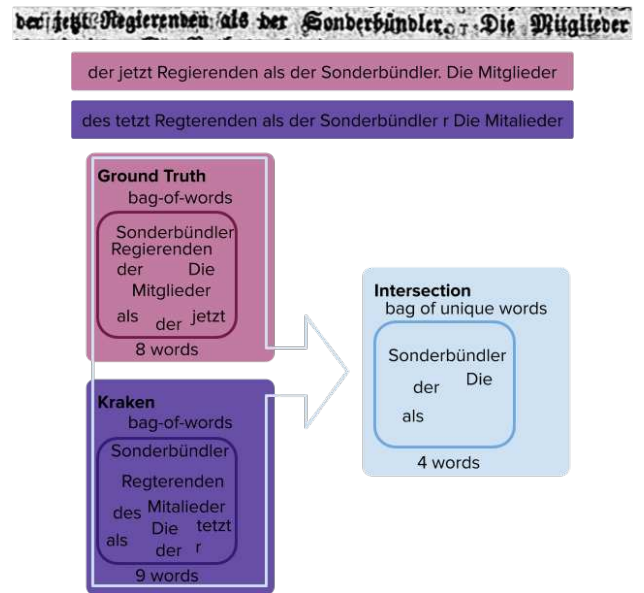 der jetzt Regierenden als der Sonderbündler. Die Mitglieder
der jetzt Regierenden als der Sonderbündler. Die Mitglieder
des tetzt Regterenden als der Sonderbündler r Die Mitalieder
Ground Truth
bag-of-words
Sonderbündler
Regierenden
der Die
Mitglieder
als der jetzt
8 words
Kraken
bag-of-words
Sonderbündler
Regterenden
des Mitalieder
Die tetzt
als der r
9 words
Intersection
bag of unique words
Sonderbündler
der Die
als
4 words